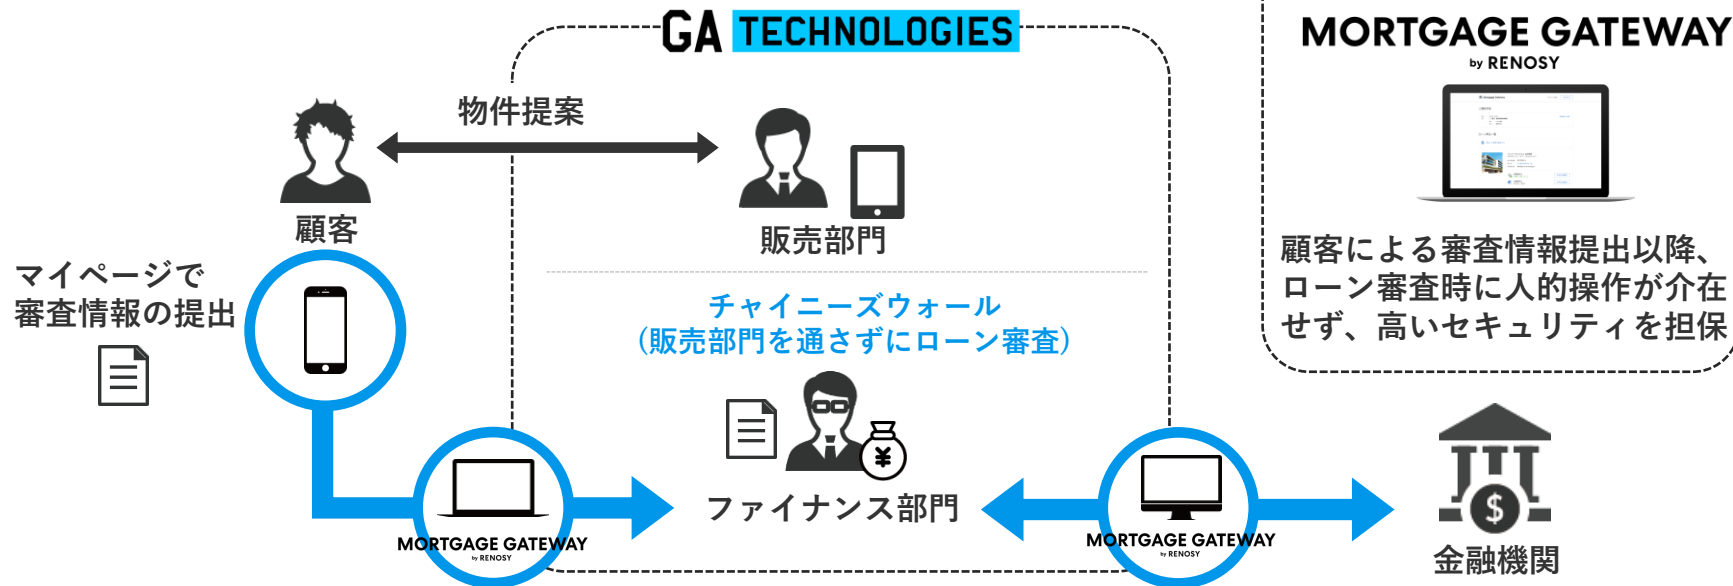 GA TECHNOLOGIES
物件提案
顧客
販売部門
マイページで
審査情報の提出
チャイニーズウォール
(販売部門を通さずにローン審査)
ファイナンス部門
MORTGAGE GATEWAY
by RENOSY
MORTGAGE GATEWAY
by RENOSY
金融機関
MORTGAGE GATEWAY
by RENOSY
顧客による審査情報提出以降、
ローン審査時に人的操作が介在
せず、高いセキュリティを担保